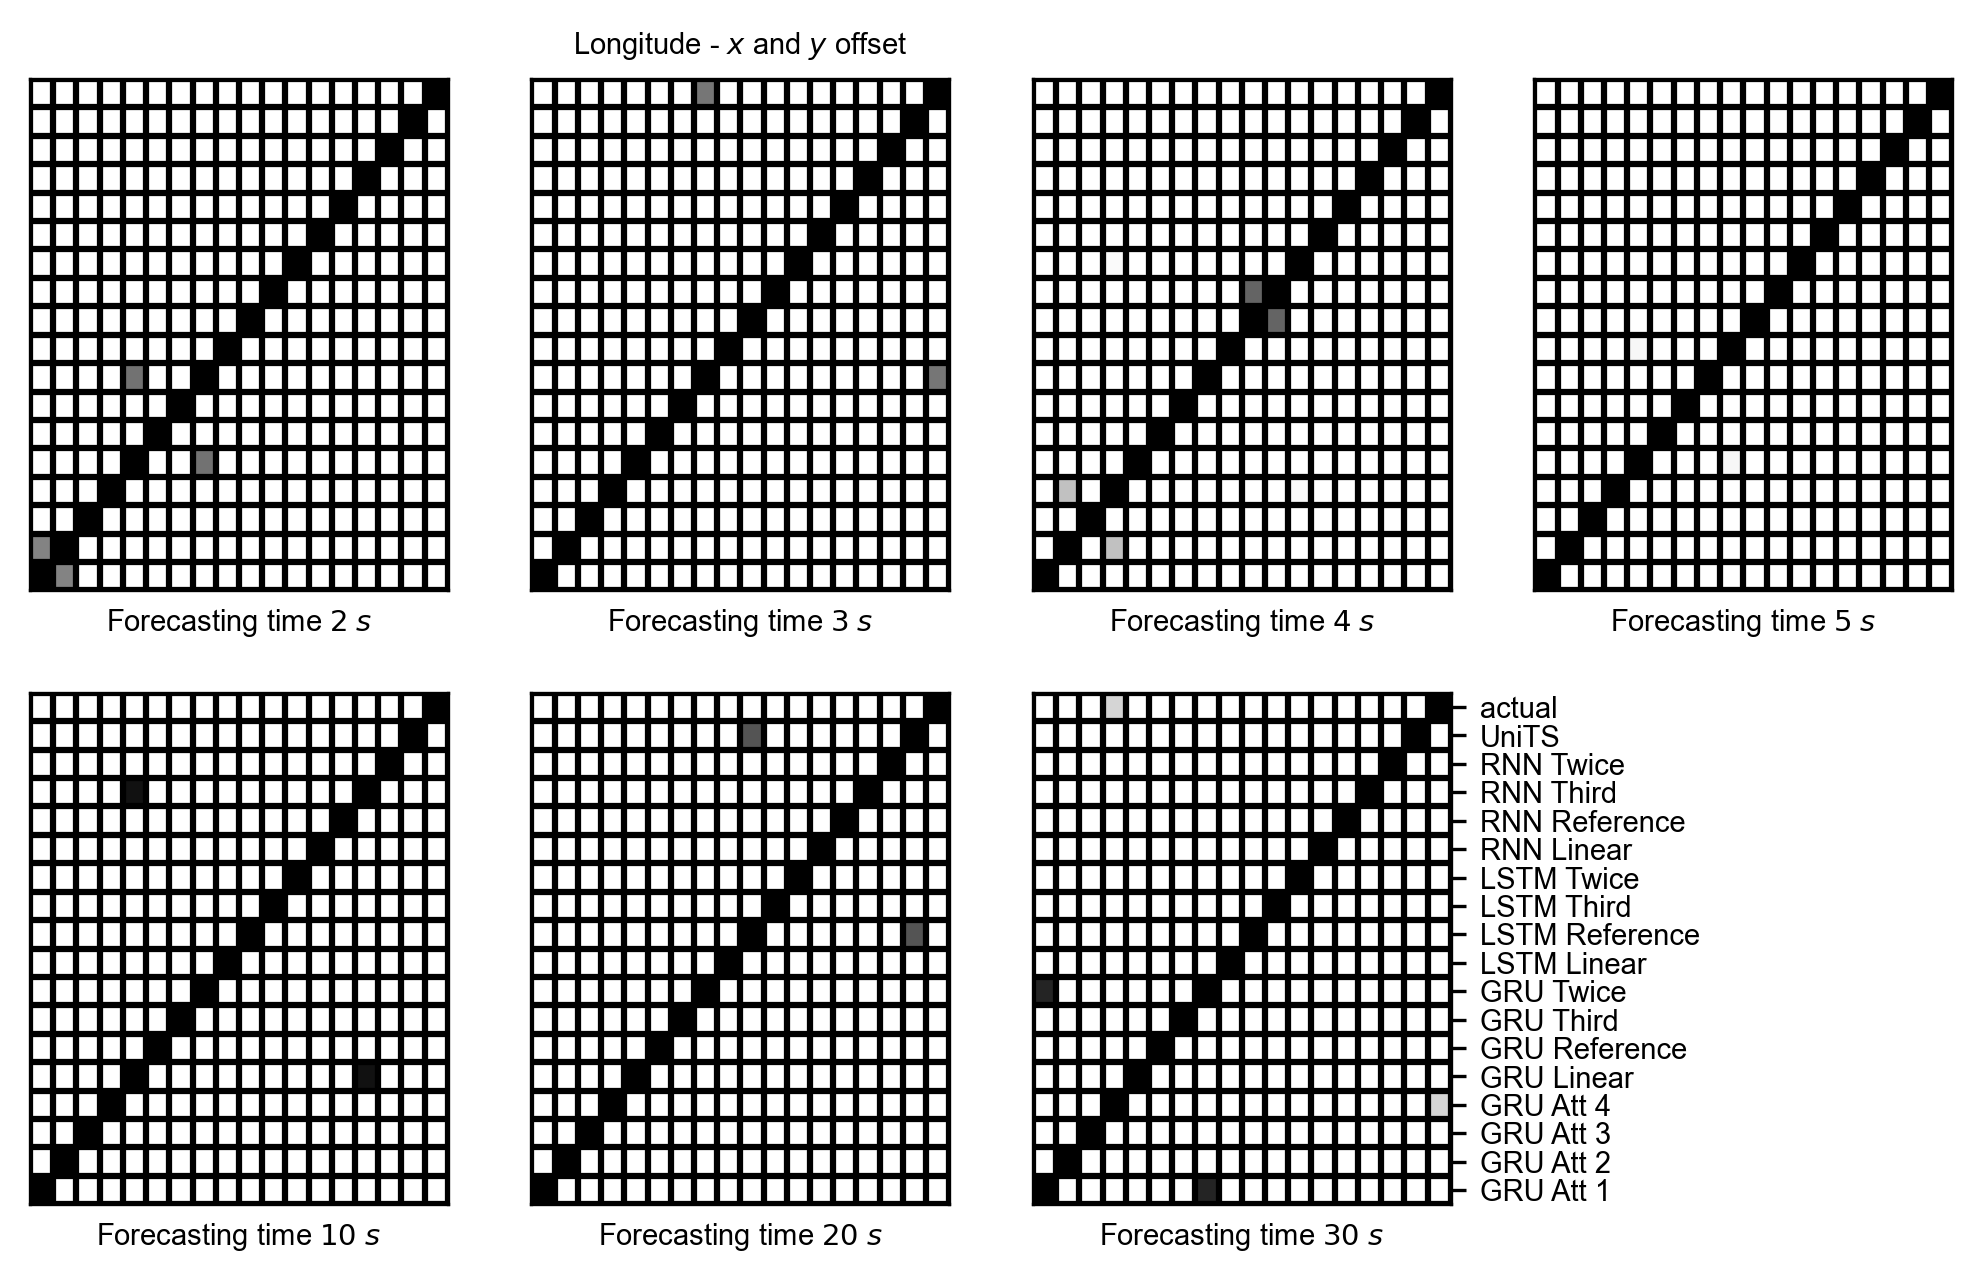 Longitude - x and y offset
Forecasting time 2 s
Forecasting time 3 s
Forecasting time 4 s
Forecasting time 5 s
actual
UniTS
RNN Twice
RNN Third
RNN Reference
RNN Linear
LSTM Twice
LSTM Third
LSTM Reference
LSTM Linear
GRU Twice
GRU Third
GRU Reference
GRU Linear
GRU Att 4
GRU Att 3
GRU Att 2
GRU Att 1
Forecasting time 10 s
Forecasting time 20 s
Forecasting time 30 s